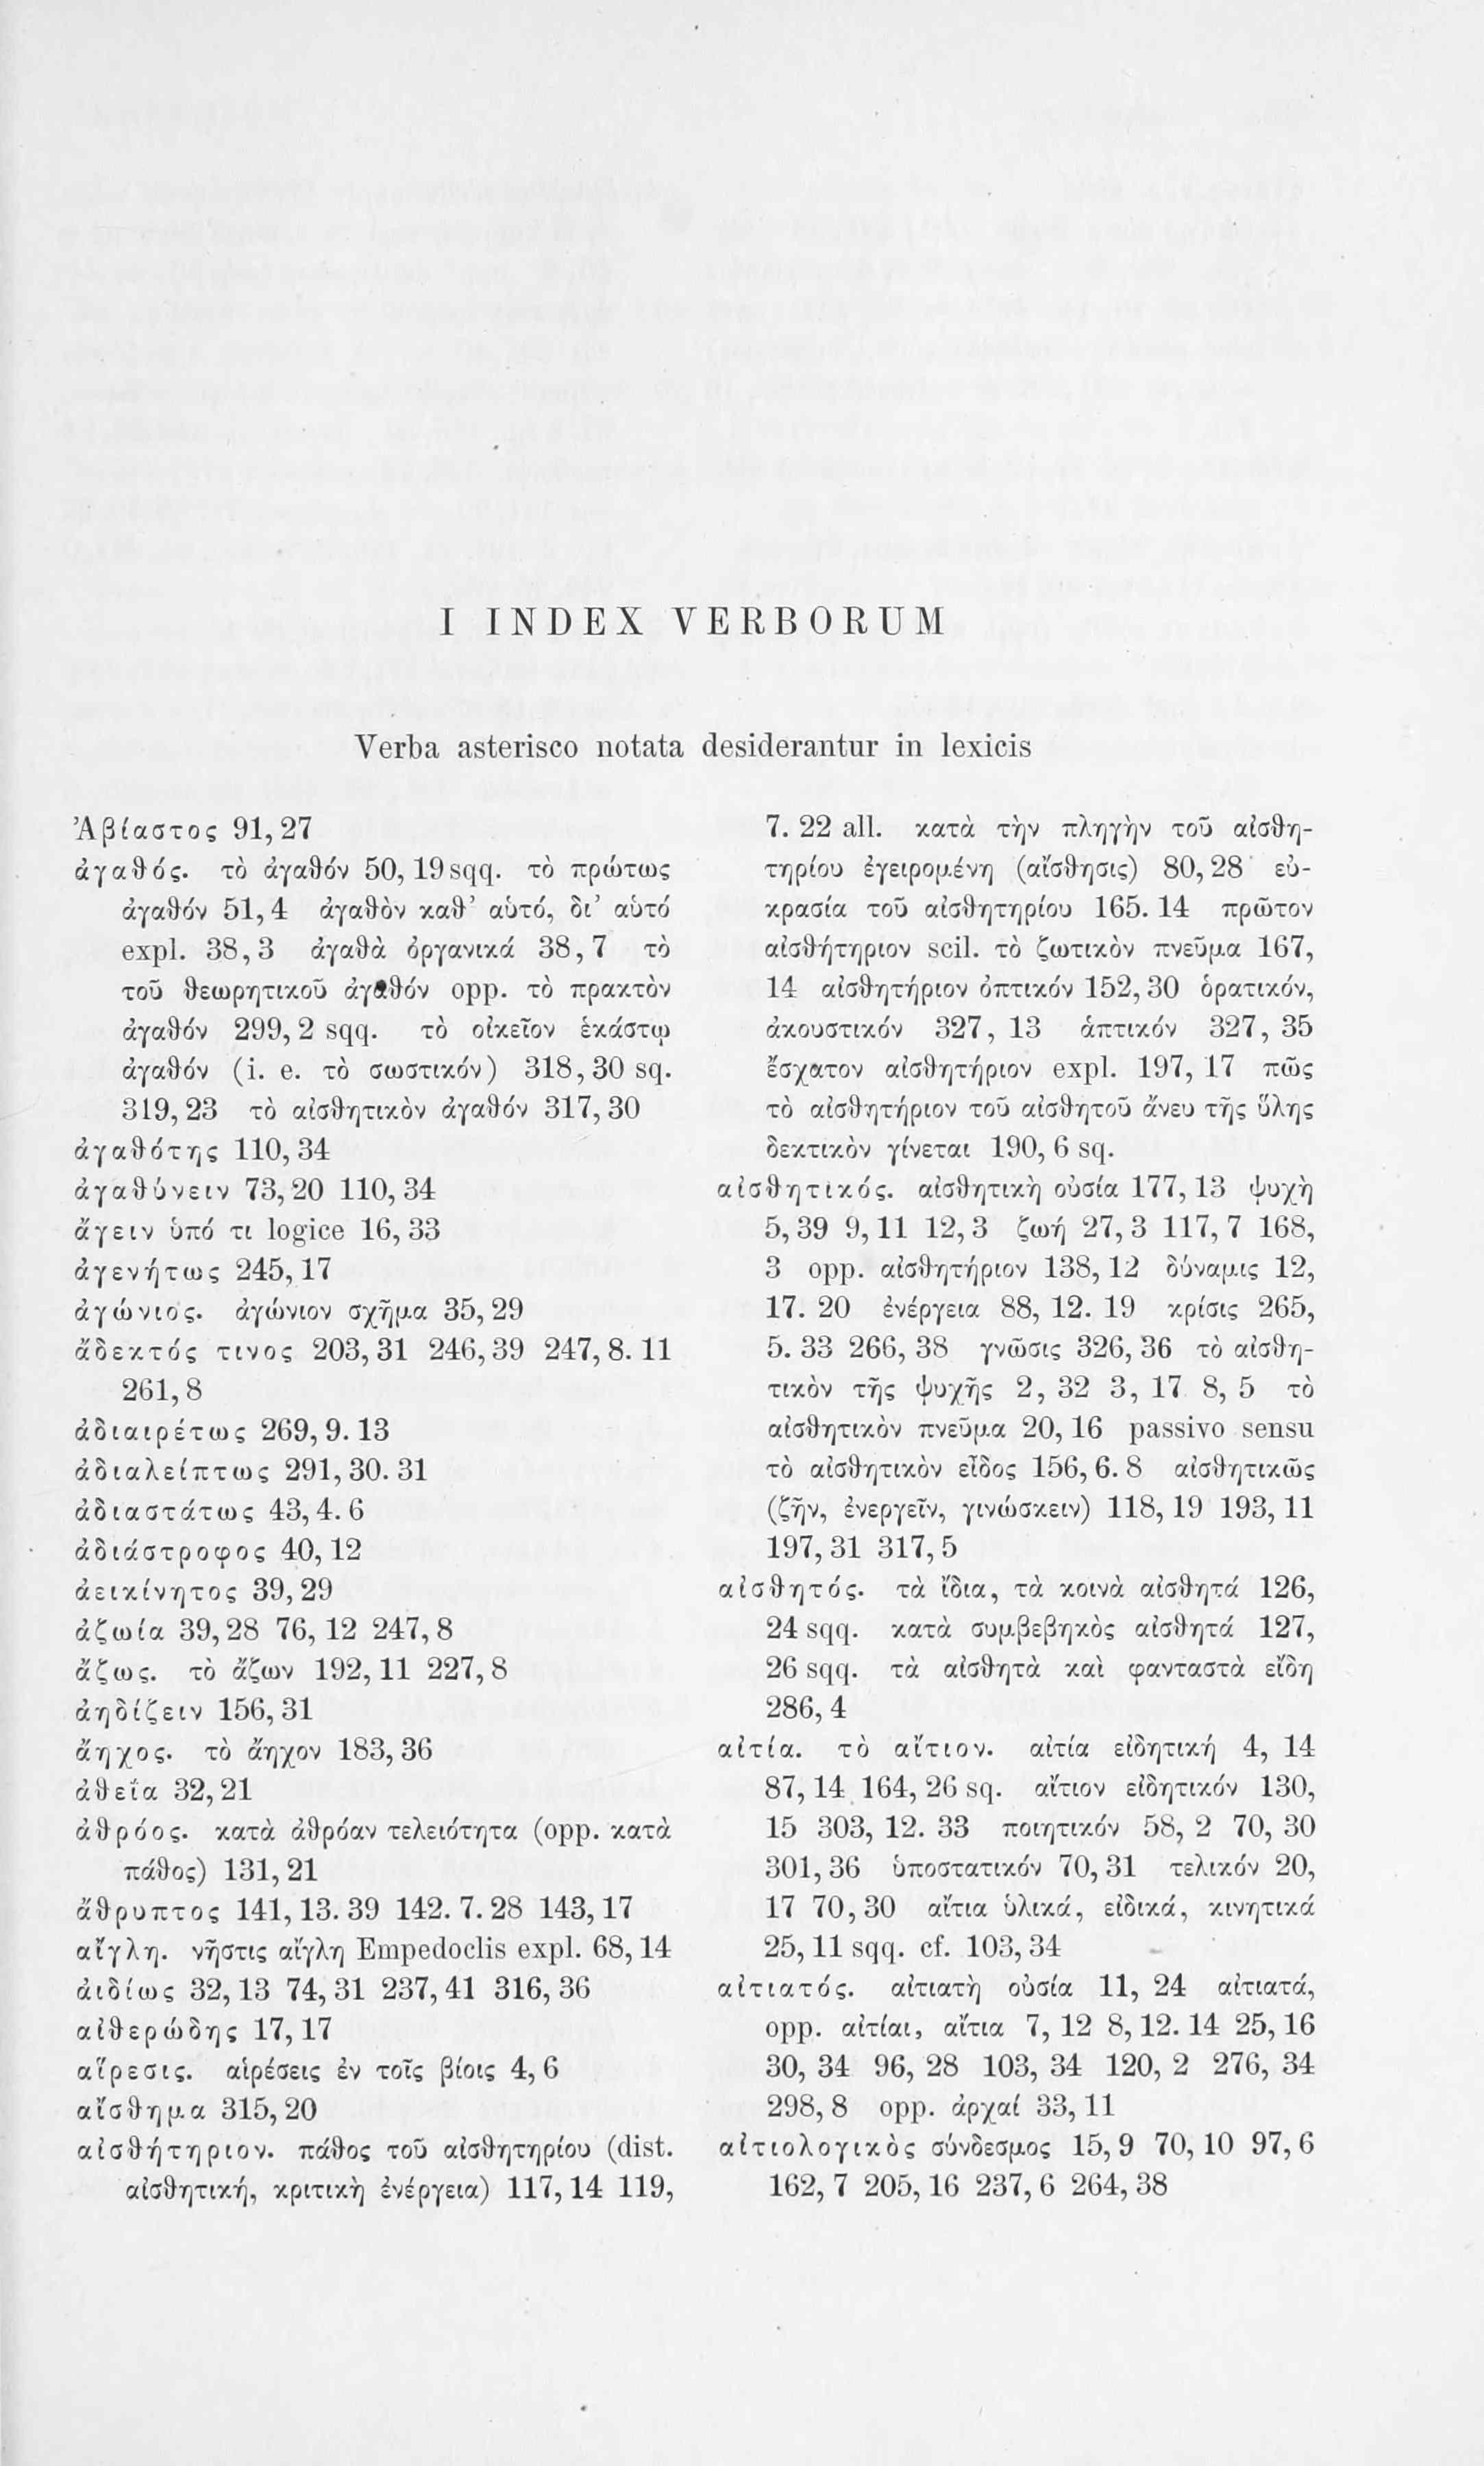 I INDEX VERBORUM
Verba asterisco notata desiderantur in lexicis
Ἀβίαστος 91,27
ἀγαθός. τὸ ἀγαθόν 50, 19 sqq. τὸ πρώτως
ἀγαθόν 51,4 ἀγαθὸν καθ’ αὑτό, δι’ αὑτό
expl. 38,3 ἀγαθὰ ὀργανικά 38,7 τὸ
τοῦ θεωρητικοῦ ἀγαθόν opp. τὸ πρακτὸν
ἀγαθόν 299,2 sqq. τὸ οἰκεῖον ἑκάστῳ
ἀγαθόν (i. e. τὸ σωστικόν) 318,30 sq.
319,23 τὸ αἰσθητικὸν ἀγαθόν 317,30
ἀγαθότης 110,34
ἀγαθύνειν 73,20 110,34
ἄγειν ὑπό τι logice 16,33
ἀγενήτως 245,17
ἀγώνιος. ἀγώνιον σχῆμα 35,29
ἄδεκτός τινος 203,31 246,39 247,8. 11
261,8
ἀδιαιρέτως 269,9. 13
ἀδιαλείπτως 291,30. 31
ἀδιαστάτως 43,4. 6
ἀδιάστροφος 40,12
ἀεικίνητος 39,29
ἀζωία 39,28 76,12 247,8
ἄζως. τὸ ἄζων 192,11 227,8
ἀηδίζειν 156,31
ἄηχος. τὸ ἄηχον 183,36
ἀθεΐα 32,21
ἀθρόος. κατὰ ἀθρόαν τελειότητα (opp. κατὰ
πάθος) 131,21
ἄθρυπτος 141,13. 39 142. 7. 28 143,17
αἴγλη. νῆστις αἴγλη Empedoclis expl. 68,14
ἀιδίως 32,13 74,31 237,41 316,36
αἰθερώδης 17,17
αἵρεσις. αἱρέσεις ἐν τοῖς βίοις 4,6
αἴσθημα 315,20
αἰσθήτηριον. πάθος τοῦ αἰσθητηρίου (dist.
αἰσθητική, κριτικὴ ἐνέργεια) 117,14 119,
7. 22 all. κατὰ τὴν πληγὴν τοῦ αἰσθη-
τηρίου ἐγειρομένη (αἴσθησις) 80,28 εὐ-
κρασία τοῦ αἰσθητηρίου 165. 14 πρῶτον
αἰσθήτηριον scil. τὸ ζωτικὸν πνεῦμα 167,
14 αἰσθητήριον ὀπτικόν 152,30 ὁρατικόν,
ἀκουστικόν 327, 13 ἁπτικόν 327, 35
ἔσχατον αἰσθητήριον expl. 197, 17 πῶς
τὸ αἰσθητήριον τοῦ αἰσθητοῦ ἄνευ τῆς ὕλης
δεκτικὸν γίνεται 190, 6 sq.
αἰσθητικός. αἰσθητικὴ οὐσία 177,13 ψυχὴ
5,39 9,11 12,3 ζωή 27,3 117,7 168,
3 opp. αἰσθητήριον 138,12 δύναμις 12,
17. 20 ἐνέργεια 88, 12. 19 κρίσις 265,
5. 33 266, 38 γνῶσις 326, 36 τὸ αἰσθη-
τικὸν τῆς ψυχῆς 2, 32 3, 17 8, 5 τὸ
αἰσθητικὸν πνεῦμα 20, 16 passivo sensu
τὸ αἰσθητικὸν εἶδος 156, 6. 8 αἰσθητικῶς
(ζῆν, ἐνεργεῖν, γινώσκειν) 118,19 193,11
197,31 317,5
αἰσθητός. τὰ ἴδια, τὰ κοινὰ αἰσθητά 126,
24 sqq. κατὰ συμβεβηκὸς αἰσθητά 127,
26 sqq. τὰ αἰσθητὰ καὶ φανταστὰ εἴδη
286,4
αἰτία. τὸ αἴτιον. αἰτία εἰδητική 4, 14
87,14 164,26 sq. αἴτιον εἰδητικόν 130,
15 303, 12. 33 ποιητικόν 58, 2 70, 30
301,36 ὑποστατικόν 70,31 τελικόν 20,
17 70,30 αἴτια ὑλικά, εἰδικά, κινητικά
25,11 sqq. cf. 103,34
αἰτιατός. αἰτιατὴ οὐσία 11, 24 αἰτιατά,
opp. αἰτίαι, αἴτια 7, 12 8,12. 14 25,16
30, 34 96, 28 103, 34 120, 2 276, 34
298,8 opp. ἀρχαί 33,11
αἰτιολογικὸς σύνδεσμος 15,9 70,10 97,6
162,7 205,16 237,6 264,38